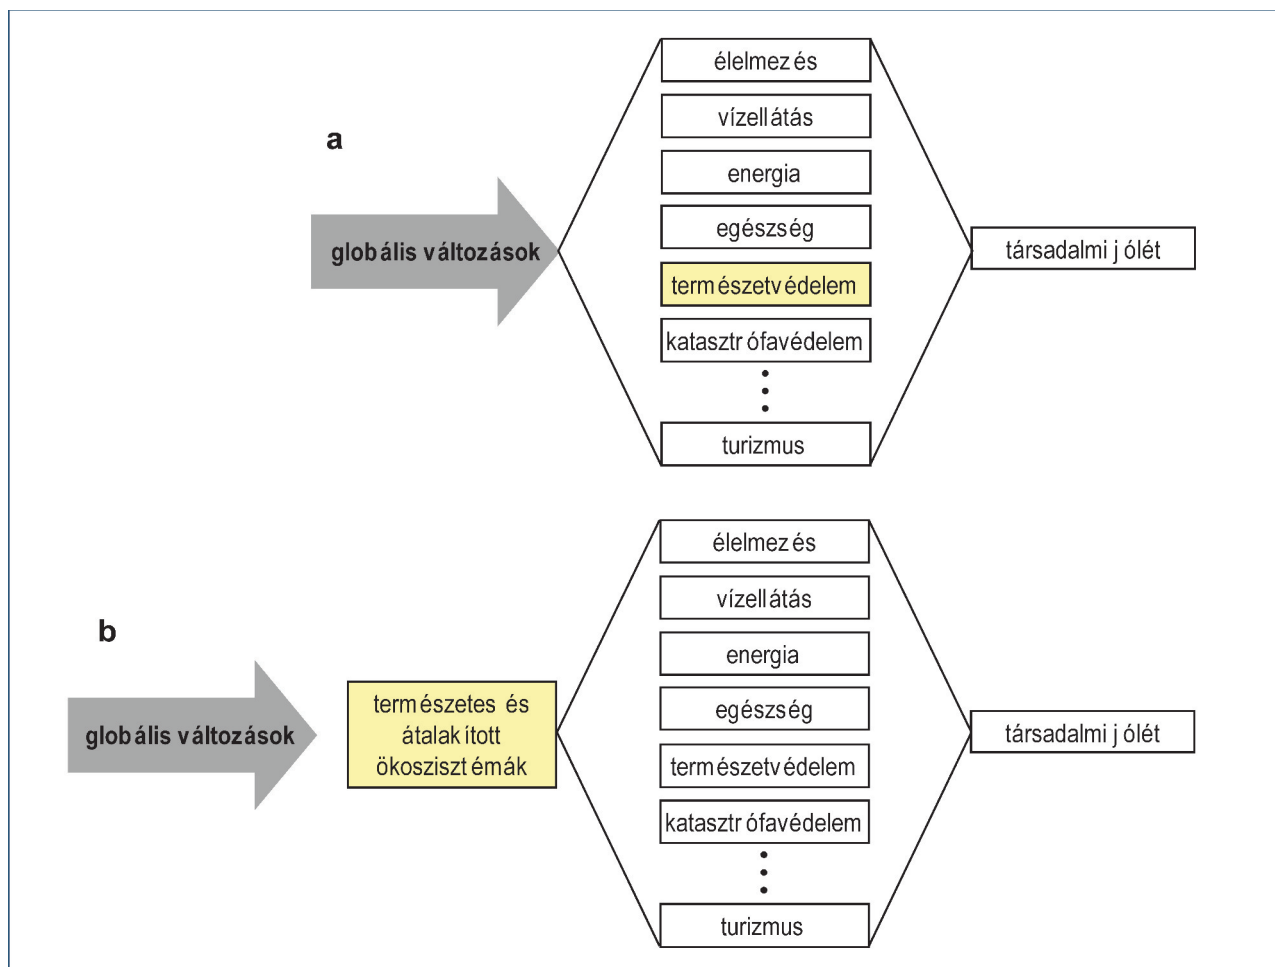 a
globális változások
élelmezés
vízellátás
energia
egészség
természetvédelem
katasztrófavédelem
turizmus
társadalmi jólét
b
globális változások
természetes és
átalakított
ökoszisztémák
élelmezés
vízellátás
energia
egészség
természetvédelem
katasztrófavédelem
turizmus
társadalmi jólét